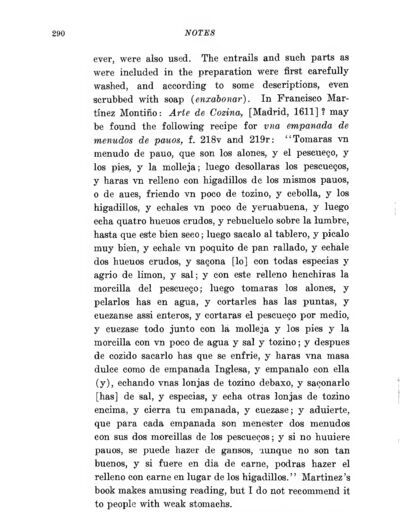 290
NOTES
ever, were also used. The entrails and such parts as
were included in the preparation were first carefully
washed, and according to some descriptions, even
scrubbed with soap (enxabonar). In Francisco Mar-
tínez Montiño: Arte de Cozina, [Madrid, 1611]? may
be found the following recipe for vna empanada de
menudos de pauos, f. 218v and 219r: "Tomaras vn
menudo de pauo, que son los alones, y el pescueço, y
los pies, y la molleja; luego desollaras los pescueços,
y haras vn relleno con higadillos de los mismos pauos,
o de aues, friendo vn poco de tozino, y cebolla, y los
higadillos, y echales vn poco de yeruabuena, y luego
echa quatro hueuos crudos, y rebueluelo sobre la lumbre,
hasta que este bien seco; luego sacalo al tablero, y picalo
muy bien, y echale vn poquito de pan rallado, y echale
dos hueuos crudos, y saçona [lo] con todas especias y
agrio de limon, y sal; y con este relleno henchiras la
morcilla del pescueço; luego tomaras los alones, y
pelarlos has en agua, y cortarles has las puntas, y
cuezanse assi enteros, y cortaras el pescueço por medio,
y cuezase todo junto con la molleja y los pies y la
morcilla con vn poco de agua y sal y tozino; y despues
de cozido sacarlo has que se enfrie, y haras vna masa
dulce como de empanada Inglesa, y empanalo con ella
(y), echando vnas lonjas de tozino debaxo, y saçonarlo
[has] de sal, y especias, y echa otras lonjas de tozino
encima, y cierra tu empanada, y cuezase; y aduierte,
que para cada empanada son menester dos menudos
con sus dos morcillas de los pescueços; y si no huuiere
pauos, se puede hazer de gansos, aunque no son tan
buenos, y si fuere en dia de carne, podras hazer el
relleno con carne en lugar de los higadillos." Martinez's
book makes amusing reading, but I do not recommend it
to people with weak stomachs.